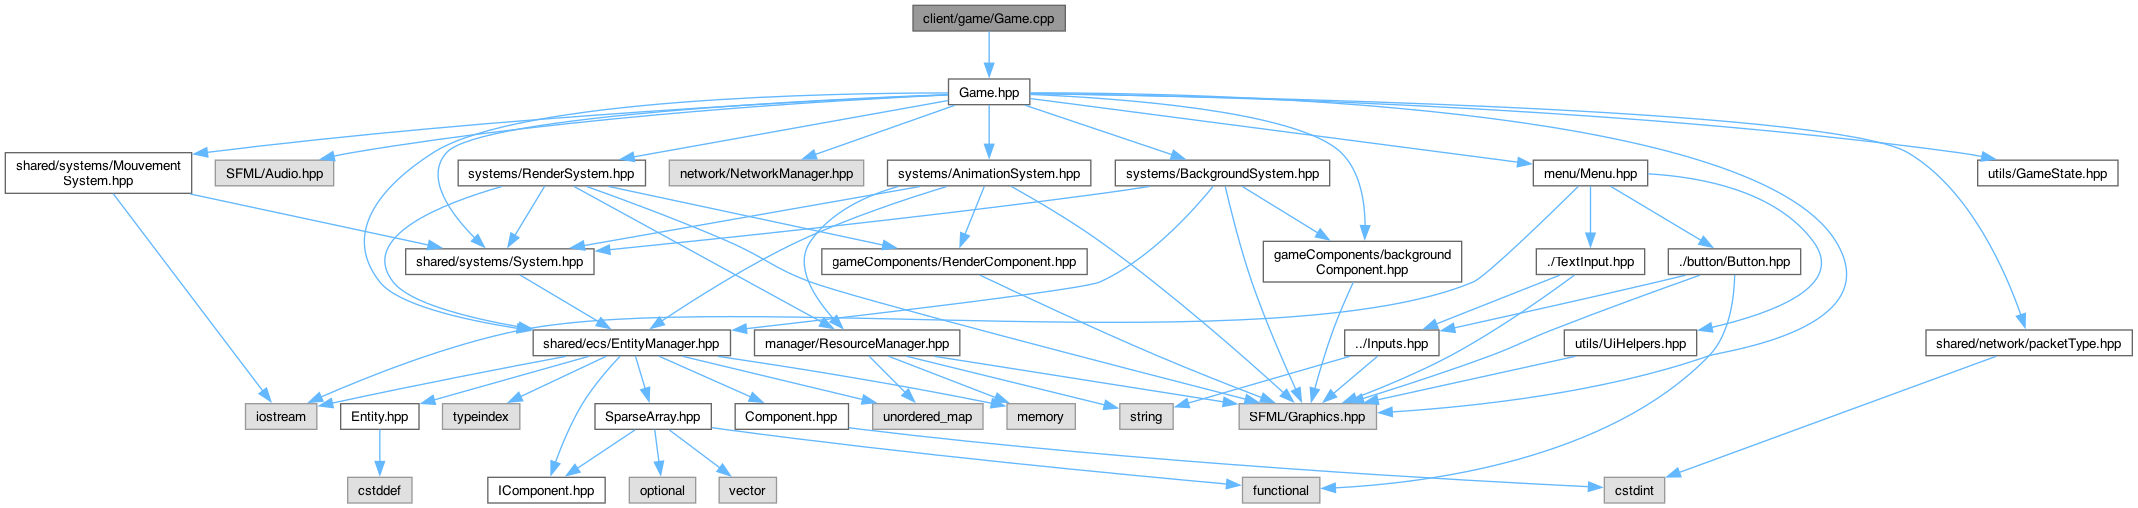 client/game/Game.cpp
Game.hpp
shared/systems/Mouvement
System.hpp
SFML/Audio.hpp
systems/RenderSystem.hpp
network/NetworkManager.hpp
systems/AnimationSystem.hpp
systems/BackgroundSystem.hpp
menu/Menu.hpp
utils/GameState.hpp
shared/systems/System.hpp
gameComponents/RenderComponent.hpp
gameComponents/background
Component.hpp
./TextInput.hpp
./button/Button.hpp
shared/ecs/EntityManager.hpp
manager/ResourceManager.hpp
../Inputs.hpp
utils/UiHelpers.hpp
shared/network/packetType.hpp
iostream
Entity.hpp
typeindex
SparseArray.hpp
Component.hpp
unordered_map
memory
string
SFML/Graphics.hpp
cstddef
IComponent.hpp
optional
vector
functional
cstdint